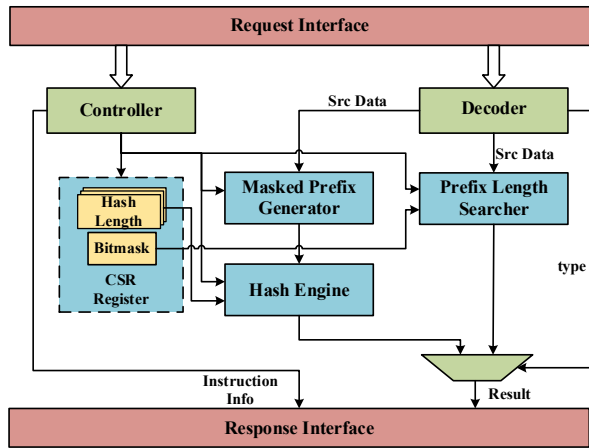 Request Interface
Controller
Decoder
Src Data
Src Data
Hash
Length
Bitmask
CSR
Register
Masked Prefix
Generator
Prefix Length
Searcher
Hash Engine
type
Instruction
Info
Result
Response Interface